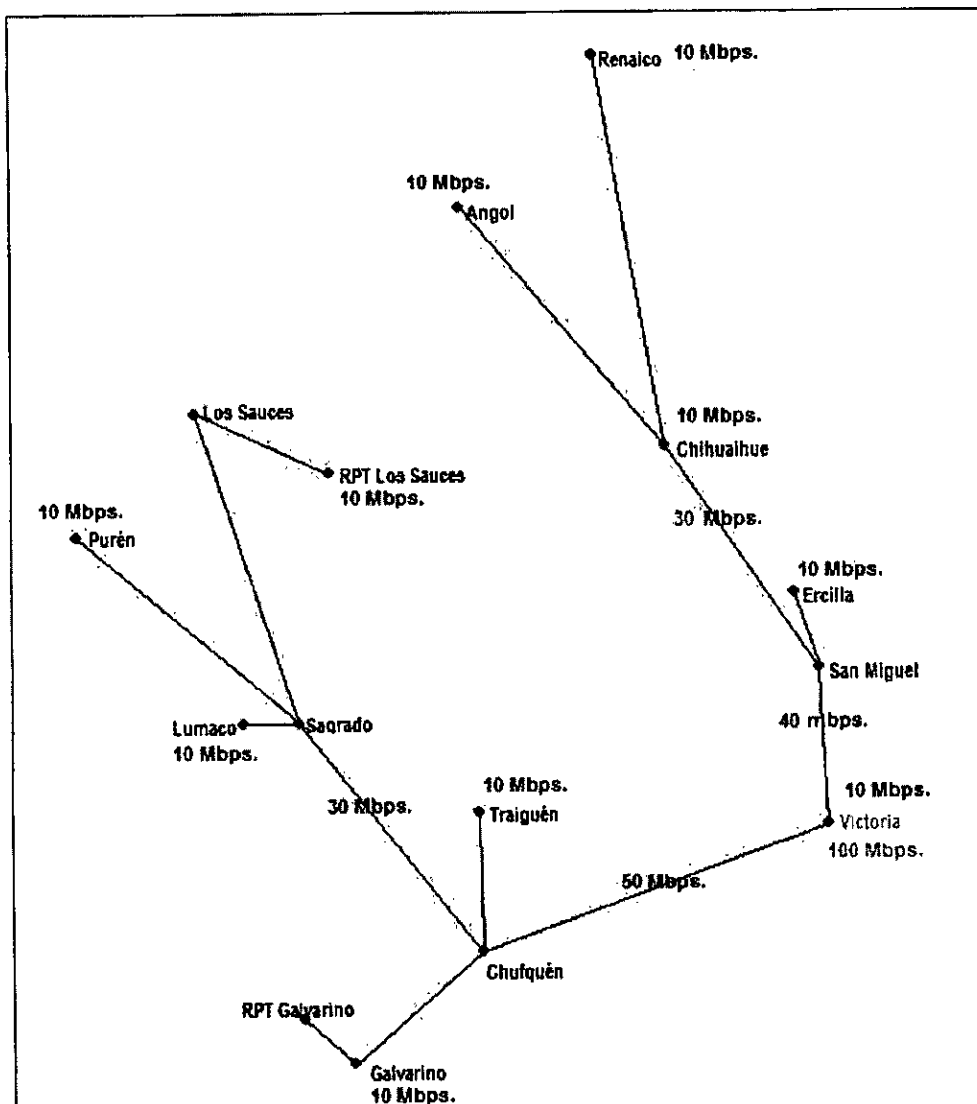 Renaico 10 Mbps.
10 Mbps.
Angol
Los Sauces
10 Mbps.
Chihuaihue
RPT Los Sauces
10 Mbps.
10 Mbps.
Purén
30 Mbps.
10 Mbps.
Ercilla
San Miguel
Lumaco
Sagrado
10 Mbps.
40 mbps.
30 Mbps.
10 Mbps.
Traiguén
10 Mbps.
Victoria
100 Mbps.
50 Mbps.
Chufquén
RPT Galvarino
Galvarino
10 Mbps.